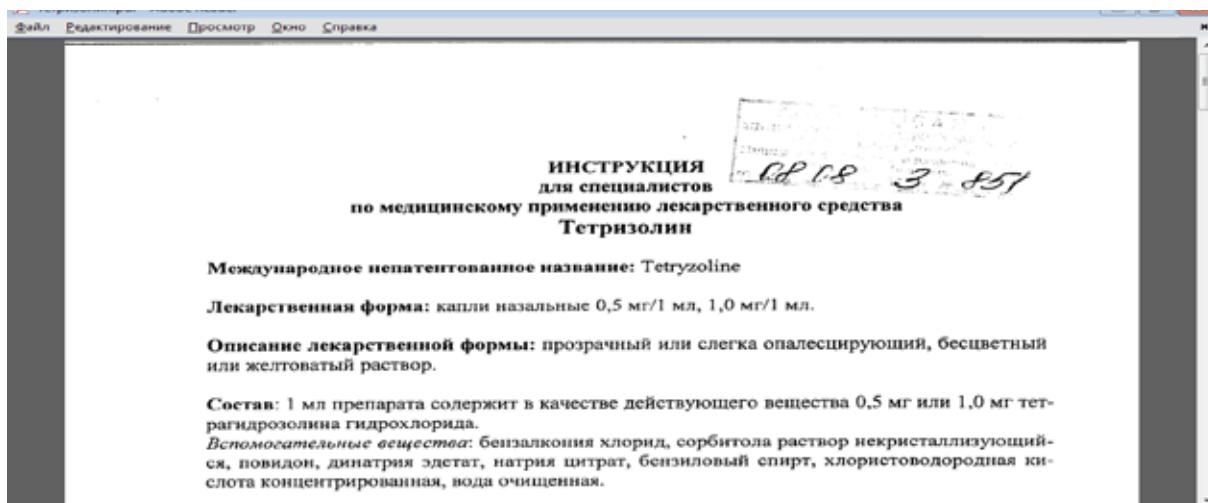 Файл Редактирование Просмотр Окно Справка
08 08 3 851
ИНСТРУКЦИЯ
для специалистов
по медицинскому применению лекарственного средства
Тетризолин
Международное непатентованное название: Tetryzoline
Лекарственная форма: капли назальные 0,5 мг/1 мл, 1,0 мг/1 мл.
Описание лекарственной формы: прозрачный или слегка опалесцирующий, бесцветный
или желтоватый раствор.
Состав: 1 мл препарата содержит в качестве действующего вещества 0,5 мг или 1,0 мг тет-
рагидрозолина гидрохлорида.
Вспомогательные вещества: бензалкония хлорид, сорбитола раствор некристаллизующий-
ся, повидон, динатрия эдетат, натрия цитрат, бензиловый спирт, хлористоводородная ки-
слота концентрированная, вода очищенная.